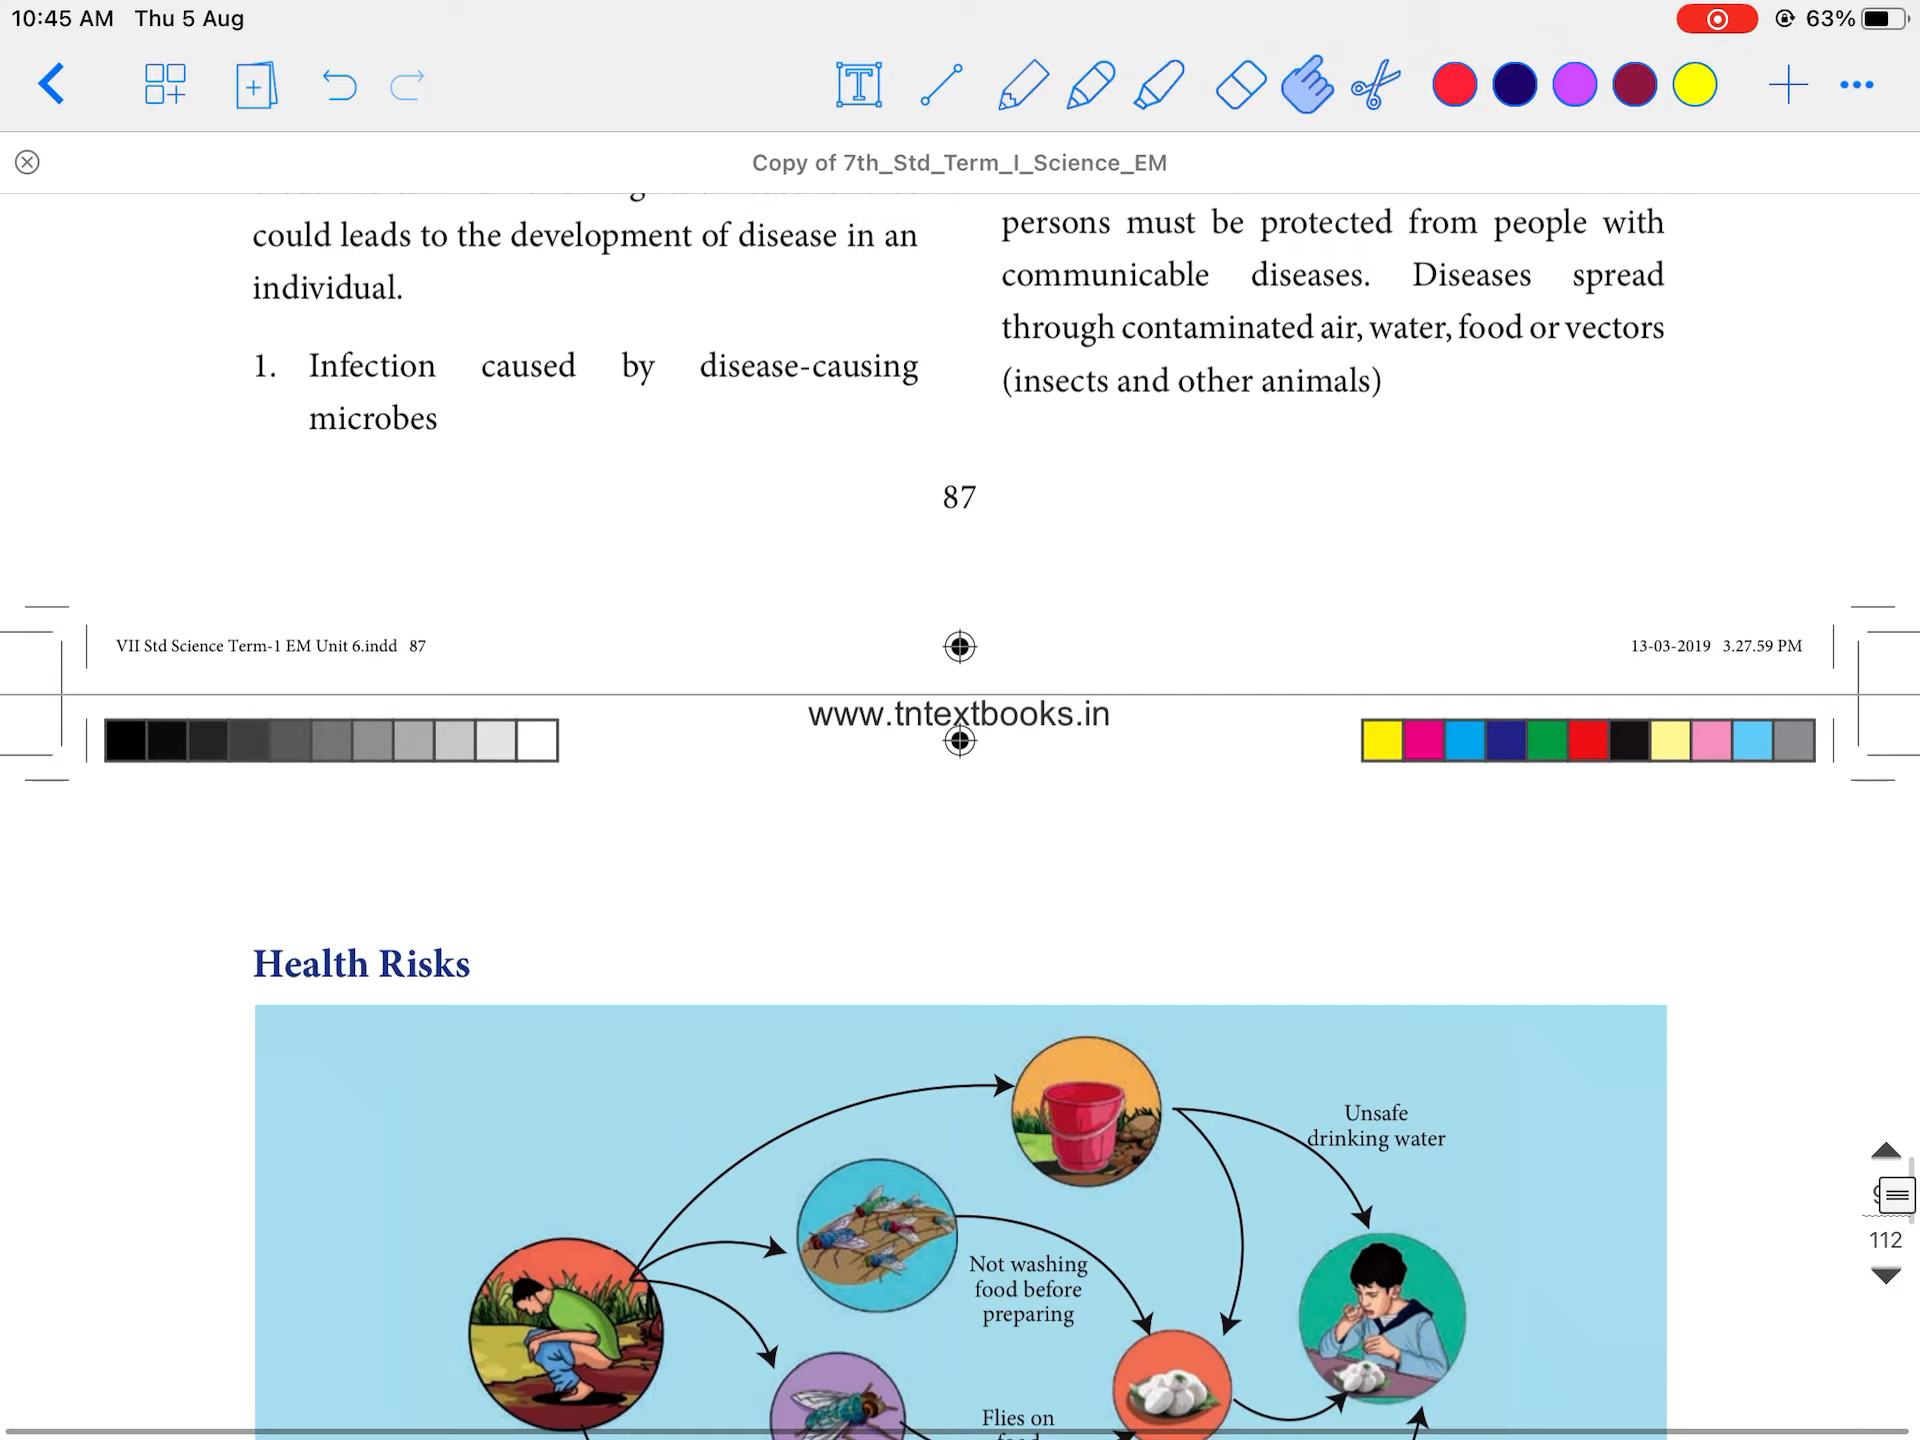 10:45 AM Thu 5 Aug
63%
Copy of 7th_Std_Term_I_Science_EM
could leads to the development of disease in an
individual.
1. Infection caused by disease-causing
microbes
persons must be protected from people with
communicable diseases. Diseases spread
through contaminated air, water, food or vectors
(insects and other animals)
87
VII Std Science Term-1 EM Unit 6.indd 87
13-03-2019 3.27.59 PM
www.tntextbooks.in
Health Risks
Unsafe
drinking water
Not washing
food before
preparing
Flies on
112